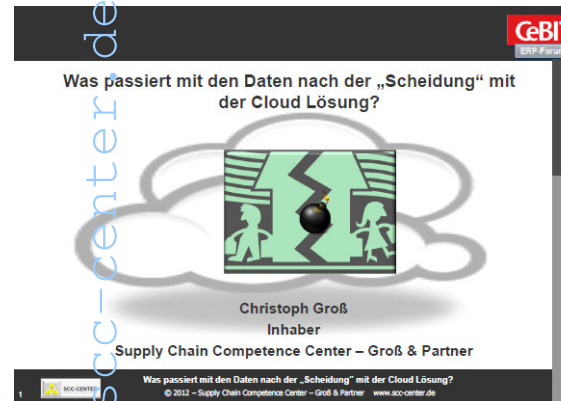 CeBIT
ERP-Forum
Was passiert mit den Daten nach der „Scheidung“ mit
der Cloud Lösung?
Christoph Groß
Inhaber
Supply Chain Competence Center – Groß & Partner
scc-center.de
1
SCC-CENTER
Was passiert mit den Daten nach der „Scheidung“ mit der Cloud Lösung?
© 2012 – Supply Chain Competence Center – Groß & Partner www.scc-center.de